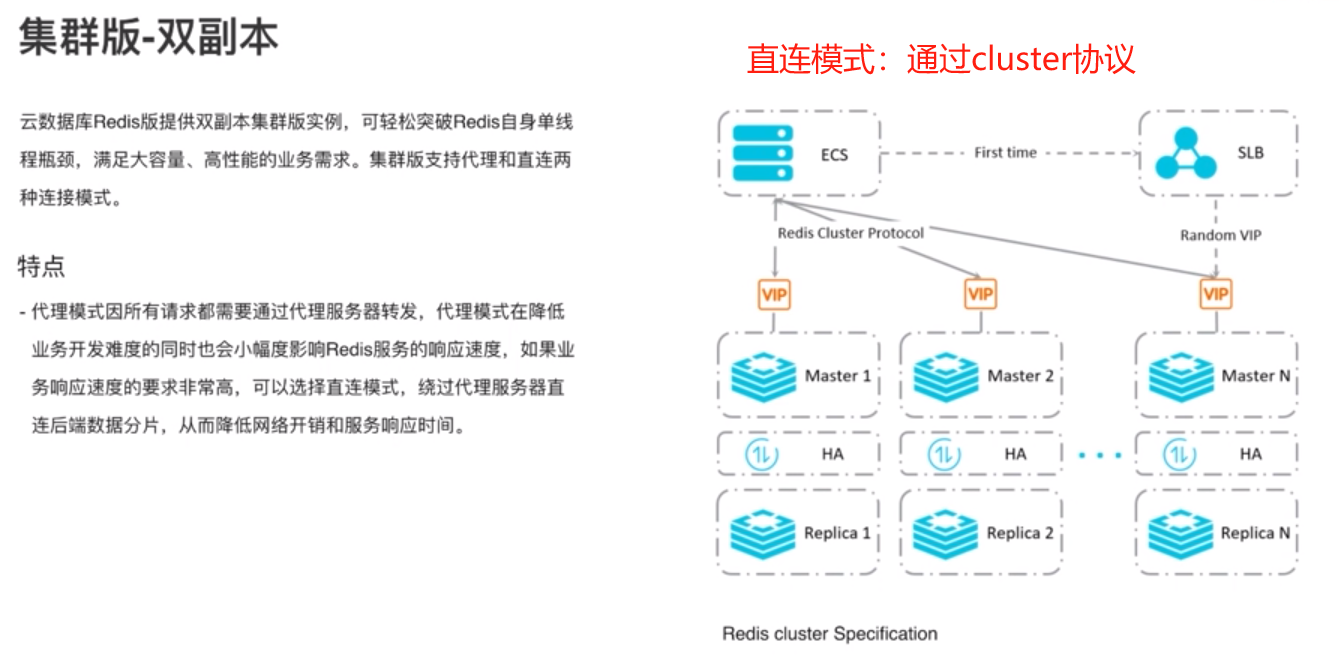 集群版-双副本
云数据库Redis版提供双副本集群版实例，可轻松突破Redis自身单线
程瓶颈，满足大容量、高性能的业务需求。集群版支持代理和直连两
种连接模式。
特点
- 代理模式因所有请求都需要通过代理服务器转发，代理模式在降低
业务开发难度的同时也会小幅度影响Redis服务的响应速度，如果业
务响应速度的要求非常高，可以选择直连模式，绕过代理服务器直
连后端数据分片，从而降低网络开销和服务响应时间。
直连模式：通过cluster协议
ECS
First time
SLB
Redis Cluster Protocol
Random VIP
VIP
VIP
VIP
Master 1
Master 2
Master N
HA
HA
HA
Replica 1
Replica 2
Replica N
Redis cluster Specification